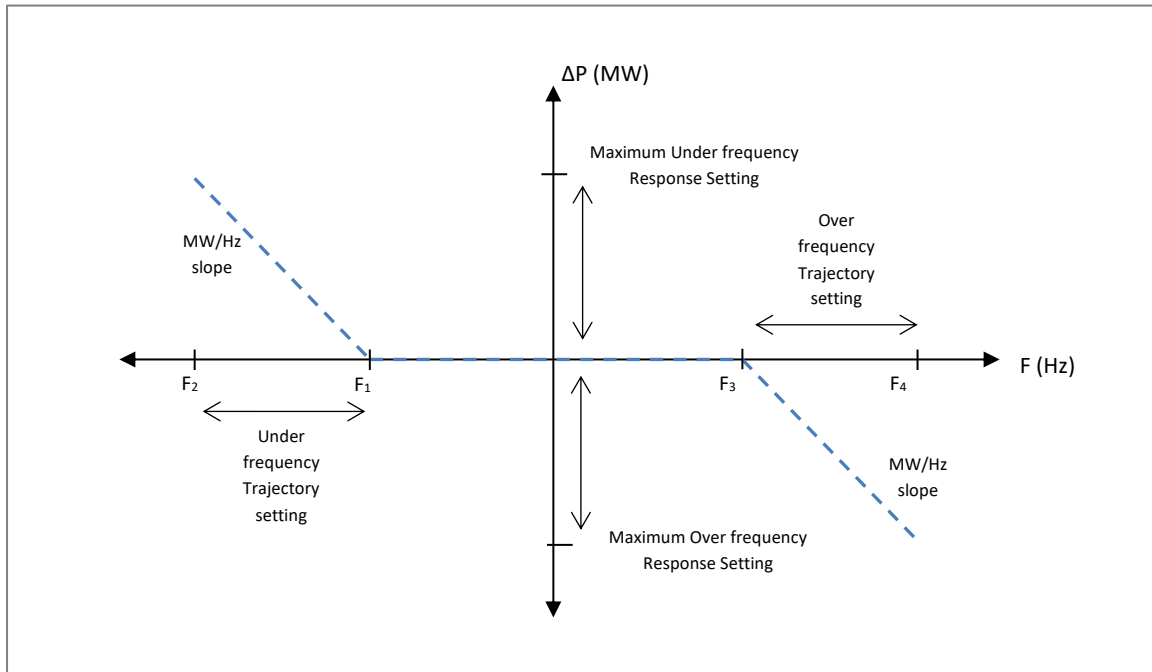 ΔP (MW)
Maximum Under frequency
Response Setting
Over
frequency
Trajectory
setting
MW/Hz
slope
F₂
F₁
F₃
F₄
F (Hz)
Under
frequency
Trajectory
setting
MW/Hz
slope
Maximum Over frequency
Response Setting